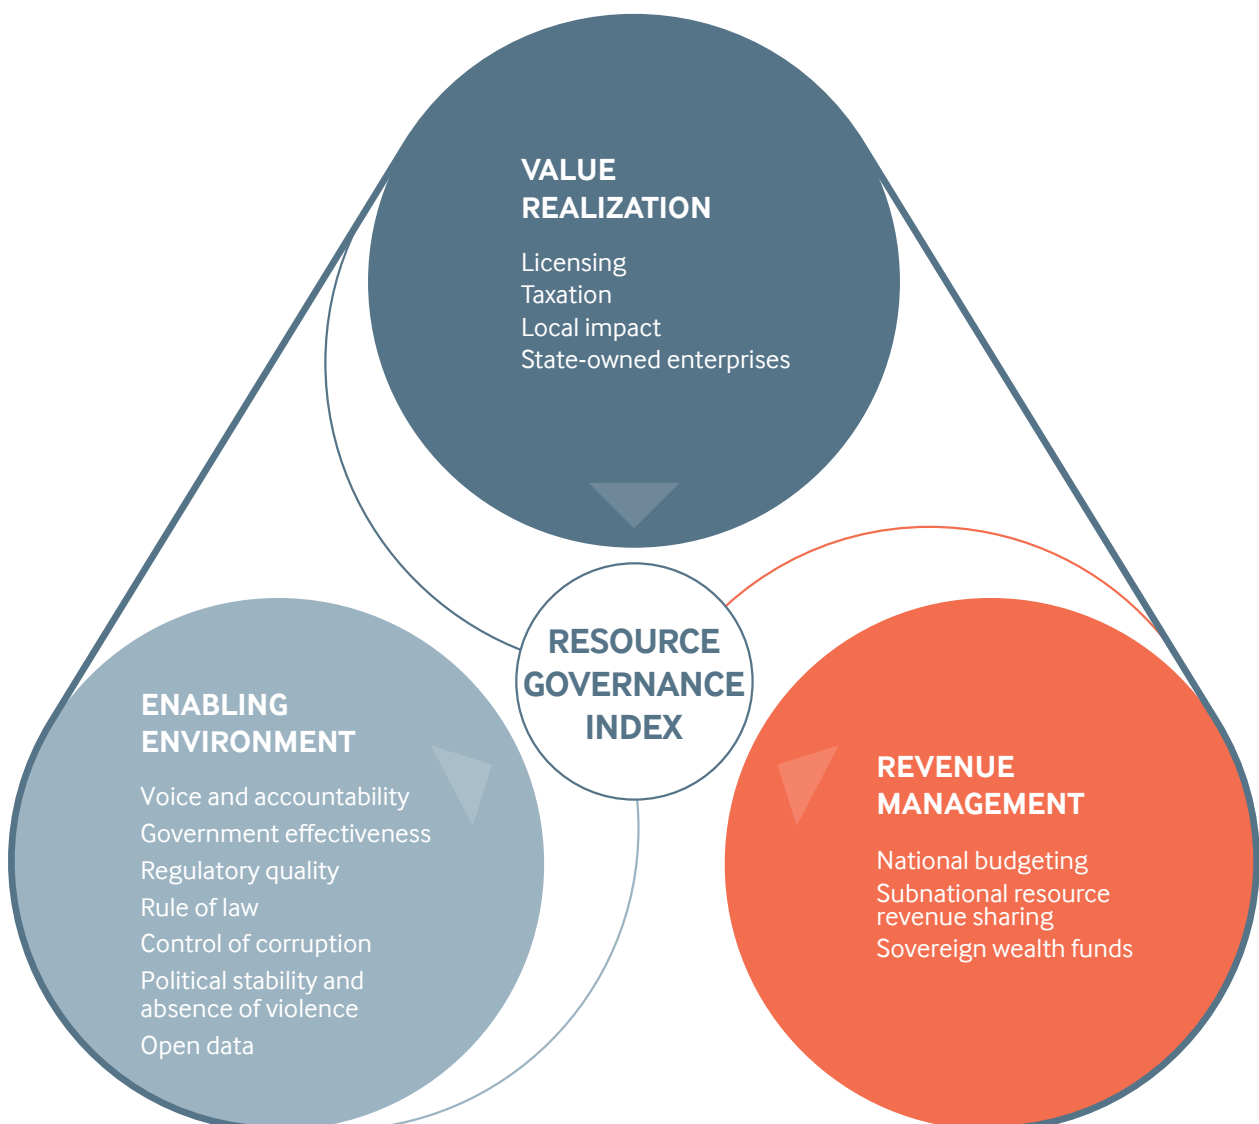 VALUE
REALIZATION
Licensing
Taxation
Local impact
State-owned enterprises
RESOURCE
GOVERNANCE
INDEX
ENABLING
ENVIRONMENT
Voice and accountability
Government effectiveness
Regulatory quality
Rule of law
Control of corruption
Political stability and
absence of violence
Open data
REVENUE
MANAGEMENT
National budgeting
Subnational resource
revenue sharing
Sovereign wealth funds